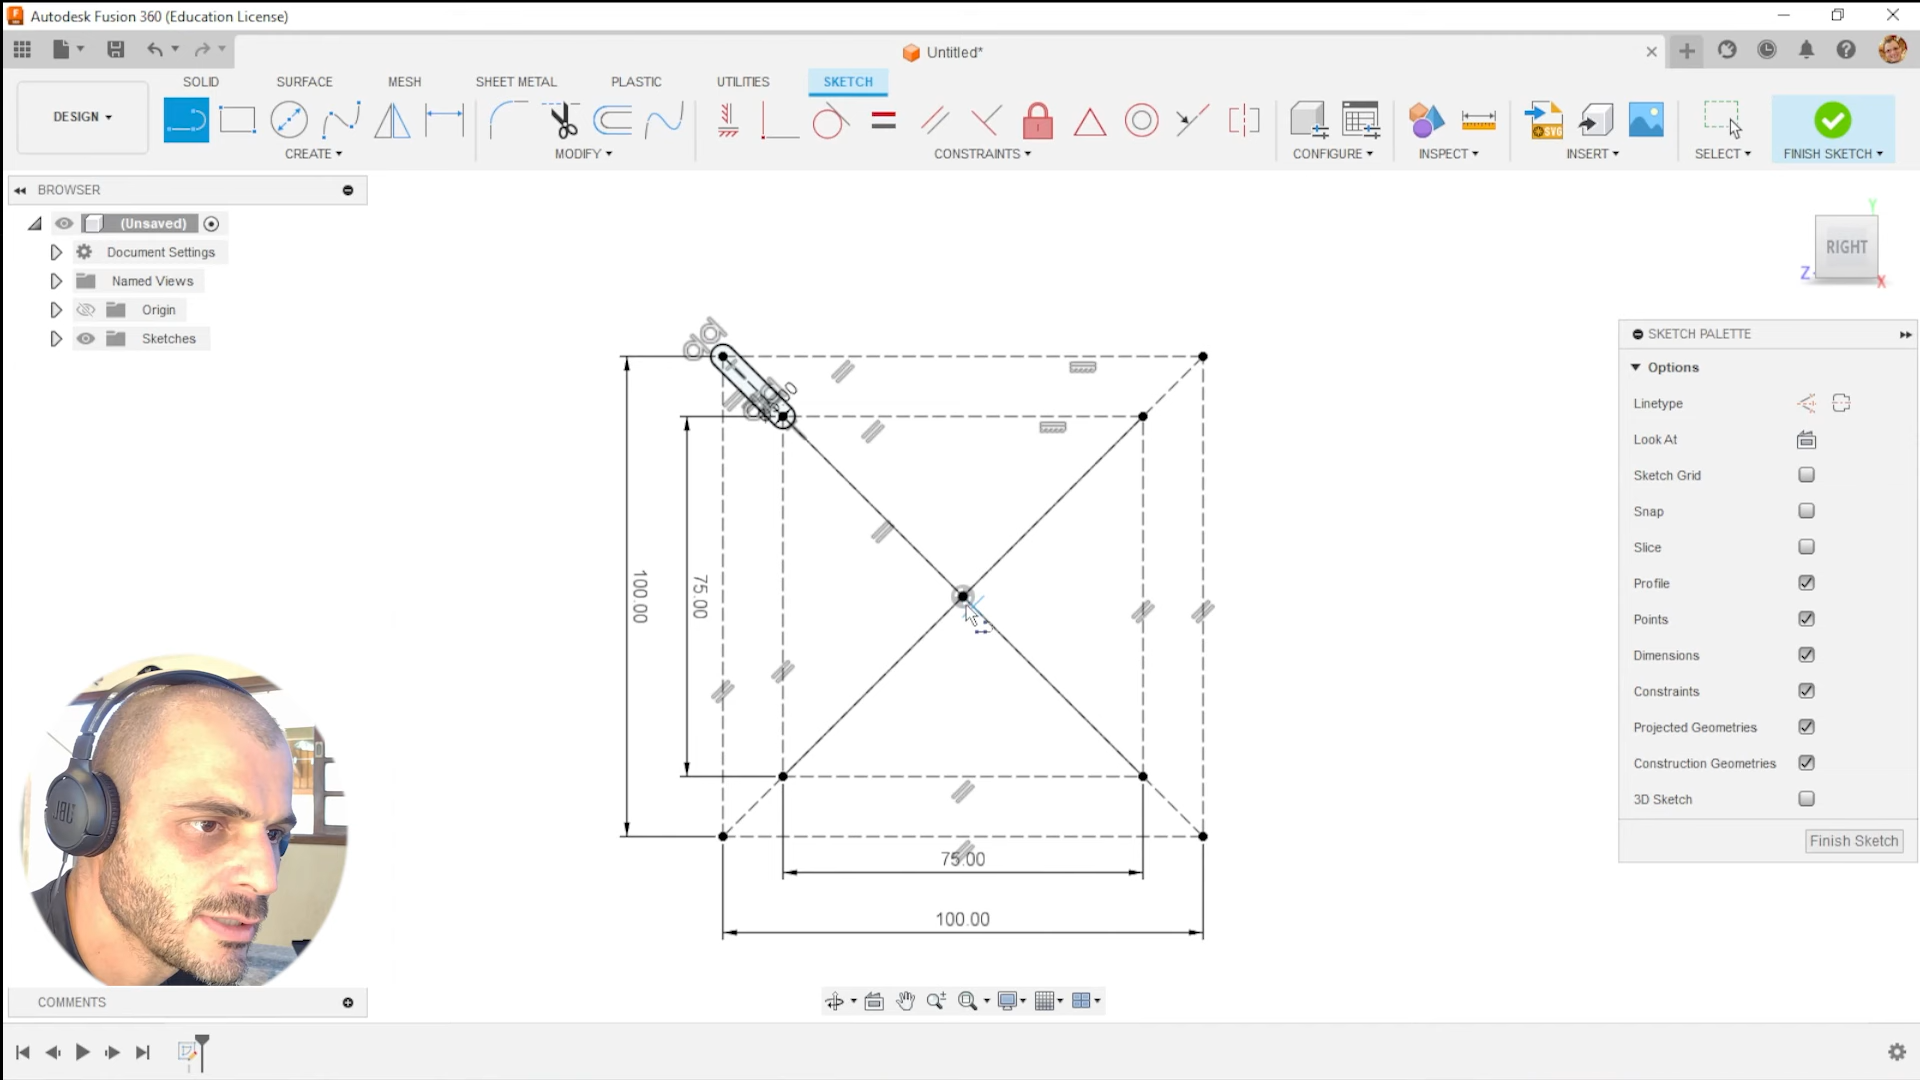 Autodesk Fusion 360 (Education License)
Untitled*
SOLID SURFACE MESH SHEET METAL PLASTIC UTILITIES SKETCH
DESIGN
SVG
CREATE MODIFY CONSTRAINTS CONFIGURE INSPECT INSERT SELECT FINISH SKETCH
BROWSER
(Unsaved)
Document Settings
Named Views
Origin
Sketches
Y
RIGHT
Z
X
SKETCH PALETTE
Options
Linetype
Look At
Sketch Grid
Snap
Slice
Profile
Points
Dimensions
Constraints
Projected Geometries
Construction Geometries
3D Sketch
Finish Sketch
100.00
75.00
75.00
100.00
JBL
COMMENTS